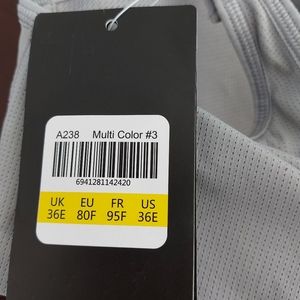 A238 Multi Color #3
6941281142420
UK EU FR US
36E 80F 95F 36E